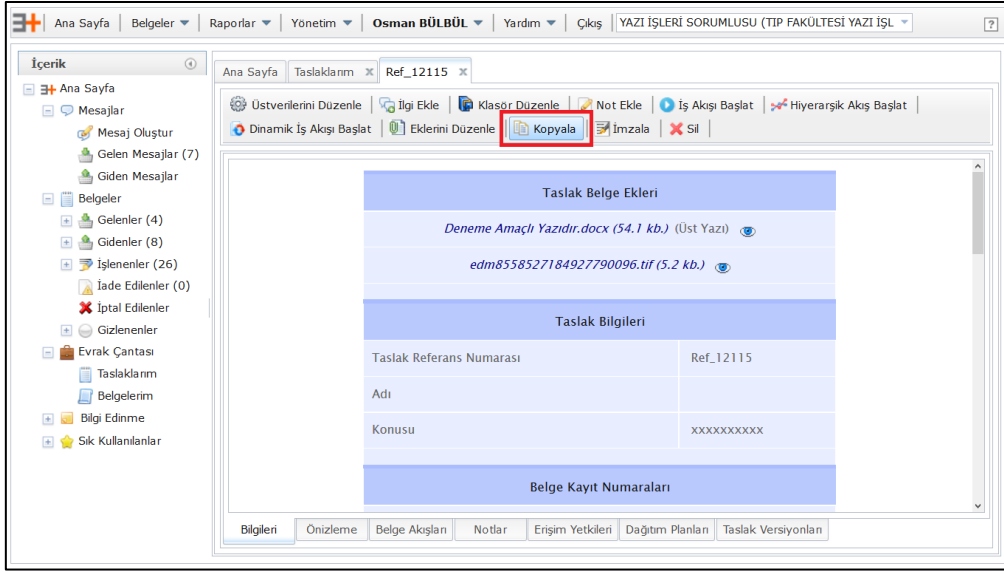 Ana Sayfa Belgeler Raporlar Yönetim Osman BÜLBÜL Yardım Çıkış YAZI İŞLERİ SORUMLUSU (TIP FAKÜLTESİ YAZI İŞL ?
İçerik
Ana Sayfa
Mesajlar
Mesaj Oluştur
Gelen Mesajlar (7)
Giden Mesajlar
Belgeler
Gelenler (4)
Gidenler (8)
İşlenenler (26)
İade Edilenler (0)
İptal Edilenler
Gizlenenler
Evrak Çantası
Taslaklarım
Belgelerim
Bilgi Edinme
Sık Kullanılanlar
Ana Sayfa Taslaklarım x Ref_12115 x
Üstverilerini Düzenle İlgi Ekle Klasör Düzenle Not Ekle İş Akışı Başlat Hiyerarşik Akış Başlat
Dinamik İş Akışı Başlat Eklerini Düzenle Kopyala İmzala Sil
Taslak Belge Ekleri
Deneme Amaçlı Yazıdır.docx (54.1 kb.) (Üst Yazı)
edm8558527184927790096.tif (5.2 kb.)
Taslak Bilgileri
Taslak Referans Numarası Ref_12115
Adı
Konusu xxxxxxxxxx
Belge Kayıt Numaraları
Bilgileri Önizleme Belge Akışları Notlar Erişim Yetkileri Dağıtım Planları Taslak Versiyonları